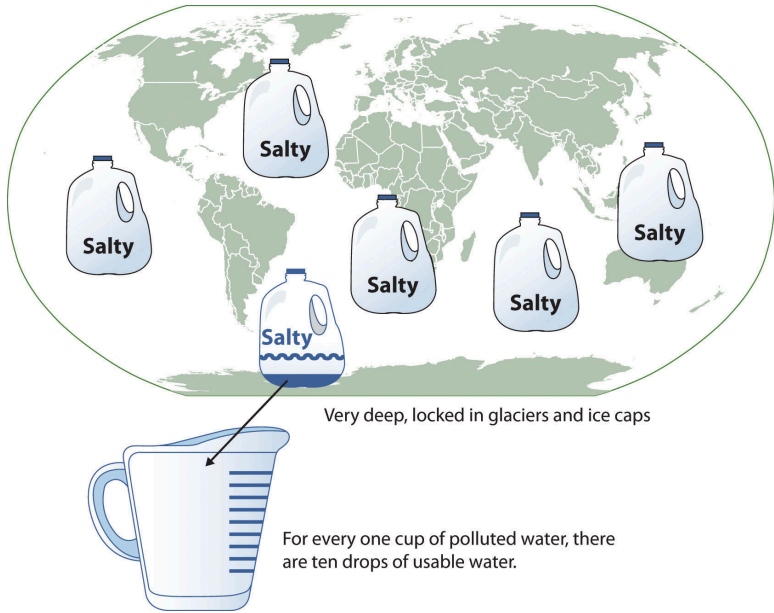 Salty
Salty
Salty
Salty
Salty
Salty
Very deep, locked in glaciers and ice caps
For every one cup of polluted water, there
are ten drops of usable water.